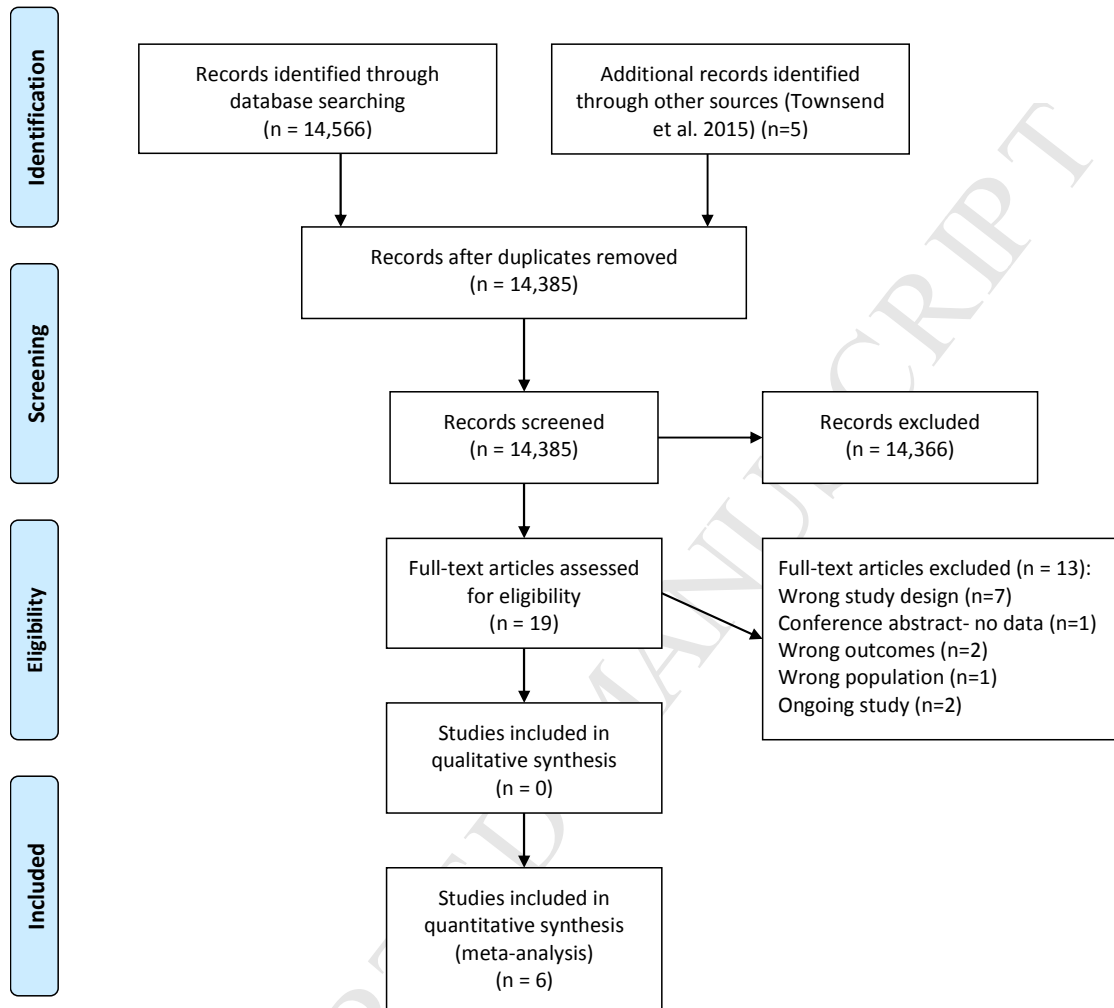 Identification
Records identified through
database searching
(n = 14,566)
Additional records identified
through other sources (Townsend
et al. 2015) (n=5)
Records after duplicates removed
(n = 14,385)
Screening
Records screened
(n = 14,385)
Records excluded
(n = 14,366)
Eligibility
Full-text articles assessed
for eligibility
(n = 19)
Full-text articles excluded (n = 13):
Wrong study design (n=7)
Conference abstract- no data (n=1)
Wrong outcomes (n=2)
Wrong population (n=1)
Ongoing study (n=2)
Studies included in
qualitative synthesis
(n = 0)
Included
Studies included in
quantitative synthesis
(meta-analysis)
(n = 6)